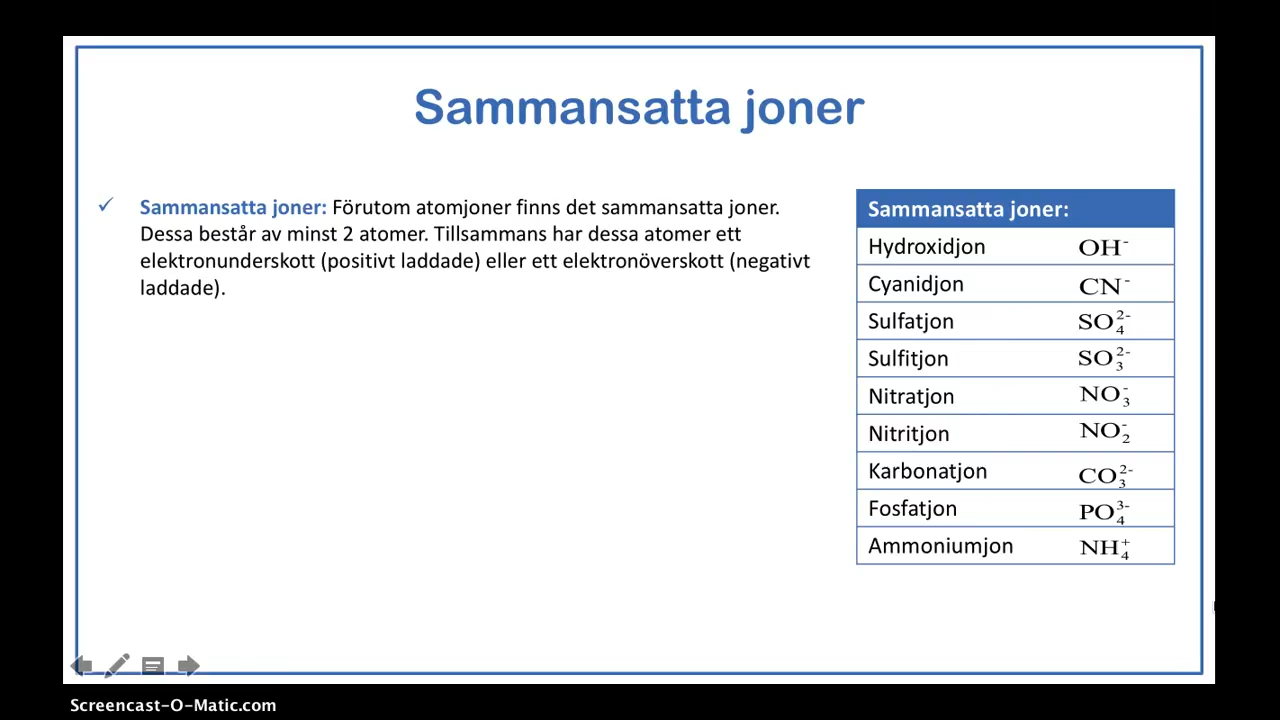 Sammansatta joner
✓ Sammansatta joner: Förutom atomjoner finns det sammansatta joner.
Dessa består av minst 2 atomer. Tillsammans har dessa atomer ett
elektronunderskott (positivt laddade) eller ett elektronöverskott (negativt
laddade).
Sammansatta joner:
Hydroxidjon OH⁻
Cyanidjon CN⁻
Sulfatjon SO₄²⁻
Sulfitjon SO₃²⁻
Nitratjon NO₃⁻
Nitritjon NO₂⁻
Karbonatjon CO₃²⁻
Fosfatjon PO₄³⁻
Ammoniumjon NH₄⁺
Screencast-O-Matic.com